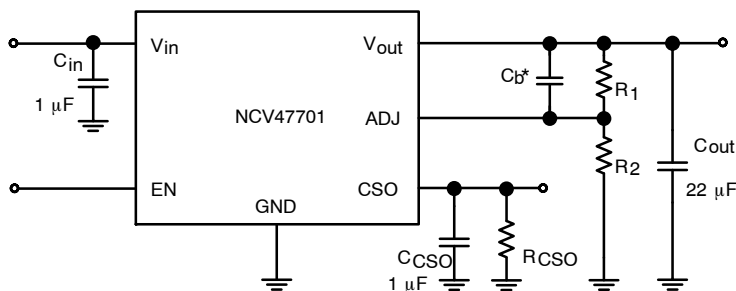 Vin
Vout
Cin
1 μF
Cb*
R1
NCV47701
ADJ
Cout
22 μF
R2
EN
CSO
GND
CCSO
1 μF
RCSO